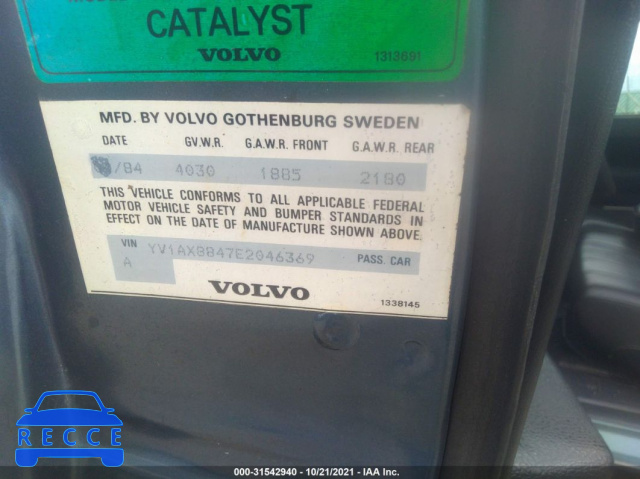 CATALYST
VOLVO 1313691
MFD. BY VOLVO GOTHENBURG SWEDEN
DATE GV.W.R. G.A.W.R. FRONT G.A.W.R. REAR
/84 4030 1885 2180
THIS VEHICLE CONFORMS TO ALL APPLICABLE FEDERAL
MOTOR VEHICLE SAFETY AND BUMPER STANDARDS IN
EFFECT ON THE DATE OF MANUFACTURE SHOWN ABOVE.
VIN YV1AX8847E2046369 PASS. CAR
A
VOLVO 1338145
RECCE
000-31542940 - 10/21/2021 - IAA Inc.